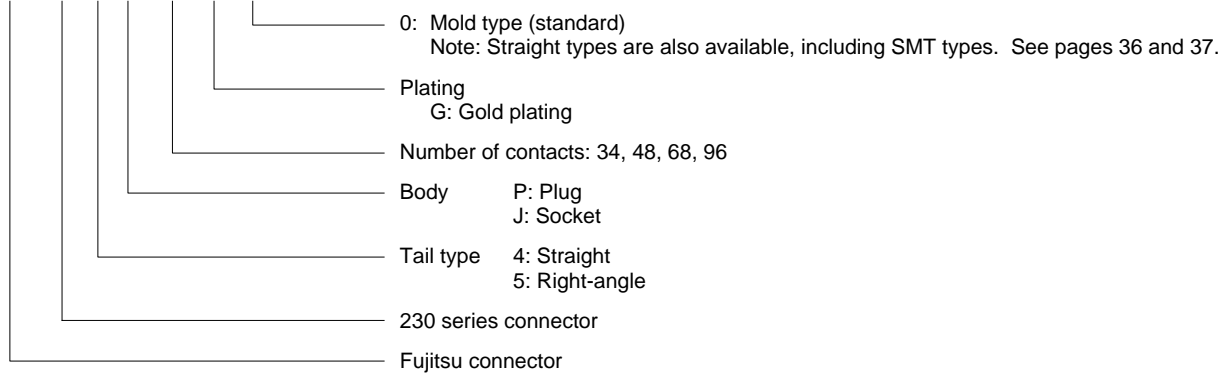 0: Mold type (standard)
Note: Straight types are also available, including SMT types. See pages 36 and 37.
Plating
G: Gold plating
Number of contacts: 34, 48, 68, 96
Body P: Plug
J: Socket
Tail type 4: Straight
5: Right-angle
230 series connector
Fujitsu connector